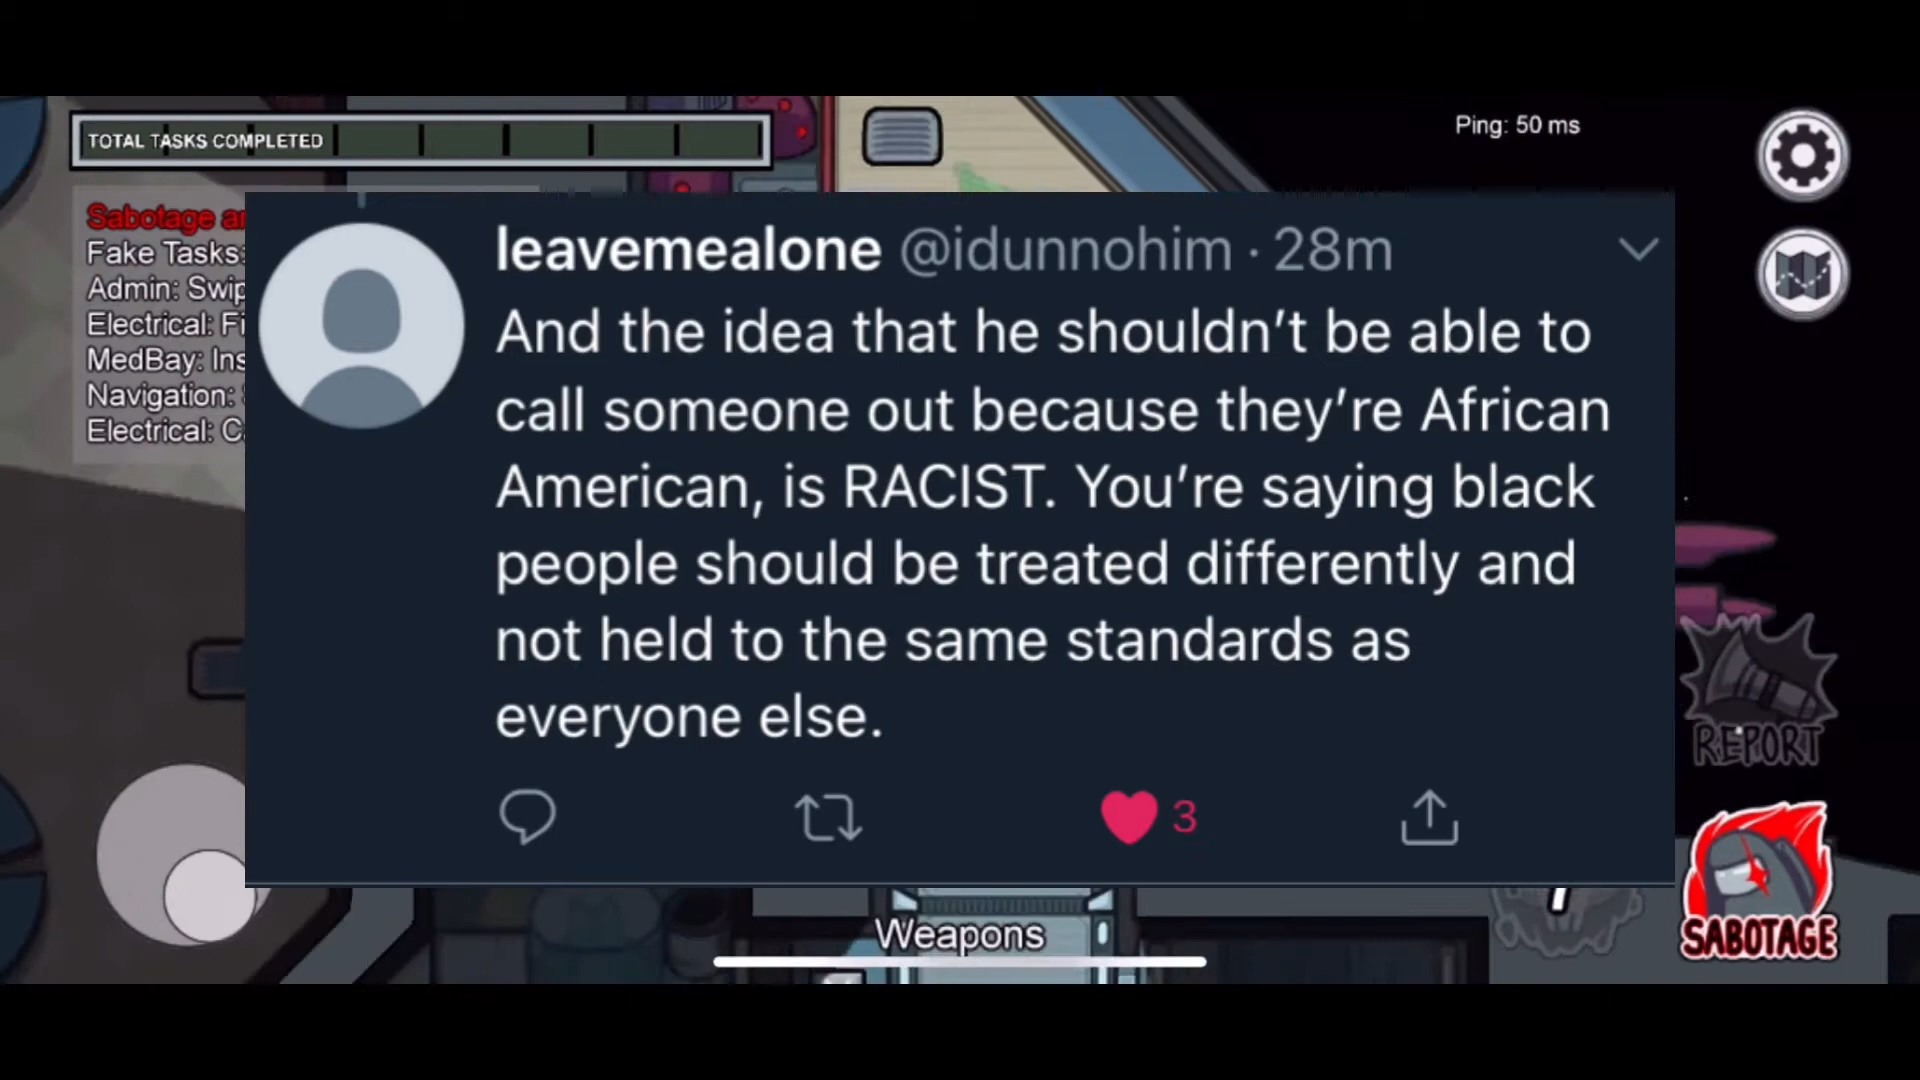 TOTAL TASKS COMPLETED
Ping: 50 ms
Sabotage
Fake Tasks:
Admin:
Electrical:
MedBay:
Navigation:
Electrical:
leavemealone @idunnohim · 28m
And the idea that he shouldn't be able to
call someone out because they're African
American, is RACIST. You're saying black
people should be treated differently and
not held to the same standards as
everyone else.
3
REPORT
SABOTAGE
Weapons